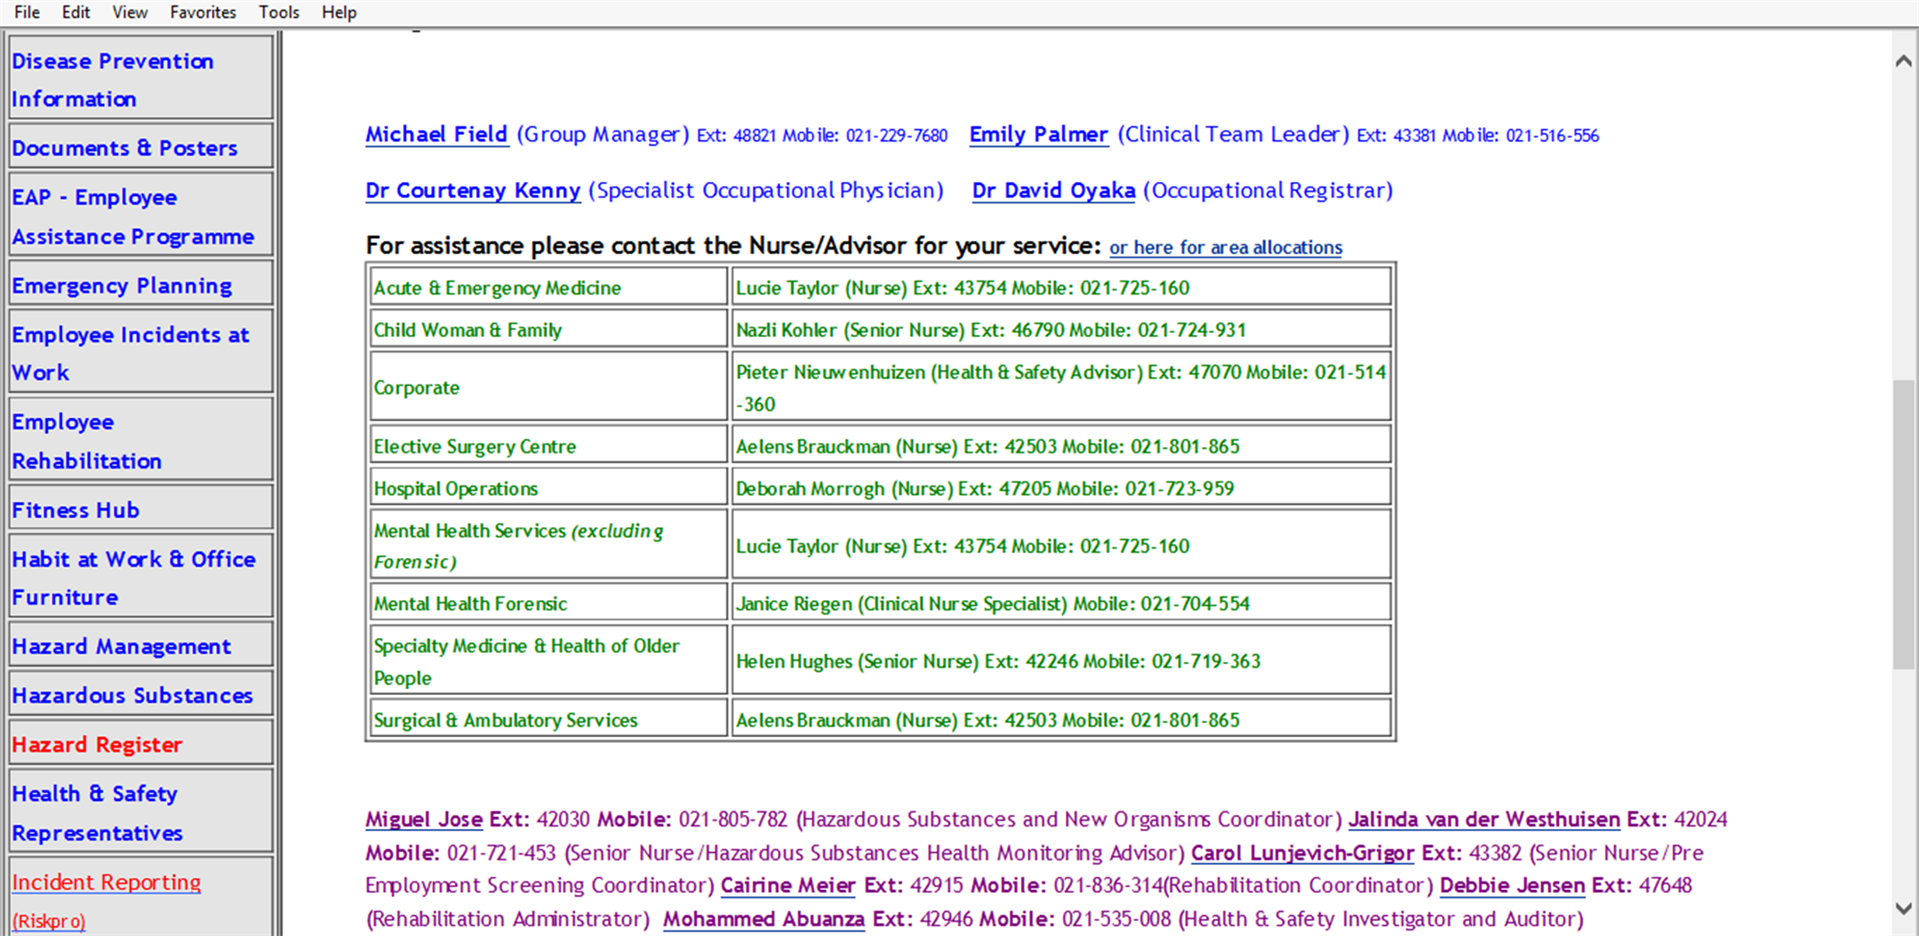 File Edit View Favorites Tools Help
Disease Prevention
Information
Documents & Posters
EAP - Employee
Assistance Programme
Emergency Planning
Employee Incidents at
Work
Employee
Rehabilitation
Fitness Hub
Habit at Work & Office
Furniture
Hazard Management
Hazardous Substances
Hazard Register
Health & Safety
Representatives
Incident Reporting
(Riskpro)
Michael Field (Group Manager) Ext: 48821 Mobile: 021-229-7680 Emily Palmer (Clinical Team Leader) Ext: 43381 Mobile: 021-516-556
Dr Courtenay Kenny (Specialist Occupational Physician) Dr David Oyaka (Occupational Registrar)
For assistance please contact the Nurse/Advisor for your service: or here for area allocations
Acute & Emergency Medicine Lucie Taylor (Nurse) Ext: 43754 Mobile: 021-725-160
Child Woman & Family Nazli Kohler (Senior Nurse) Ext: 46790 Mobile: 021-724-931
Corporate Pieter Nieuwenhuizen (Health & Safety Advisor) Ext: 47070 Mobile: 021-514
-360
Elective Surgery Centre Aelens Brauckman (Nurse) Ext: 42503 Mobile: 021-801-865
Hospital Operations Deborah Morrogh (Nurse) Ext: 47205 Mobile: 021-723-959
Mental Health Services (excluding
Forensic) Lucie Taylor (Nurse) Ext: 43754 Mobile: 021-725-160
Mental Health Forensic Janice Riegen (Clinical Nurse Specialist) Mobile: 021-704-554
Specialty Medicine & Health of Older
People Helen Hughes (Senior Nurse) Ext: 42246 Mobile: 021-719-363
Surgical & Ambulatory Services Aelens Brauckman (Nurse) Ext: 42503 Mobile: 021-801-865
Miguel Jose Ext: 42030 Mobile: 021-805-782 (Hazardous Substances and New Organisms Coordinator) Jalinda van der Westhuisen Ext: 42024
Mobile: 021-721-453 (Senior Nurse/Hazardous Substances Health Monitoring Advisor) Carol Lunjevich-Grigor Ext: 43382 (Senior Nurse/Pre
Employment Screening Coordinator) Cairine Meier Ext: 42915 Mobile: 021-836-314(Rehabilitation Coordinator) Debbie Jensen Ext: 47648
(Rehabilitation Administrator) Mohammed Abuanza Ext: 42946 Mobile: 021-535-008 (Health & Safety Investigator and Auditor)